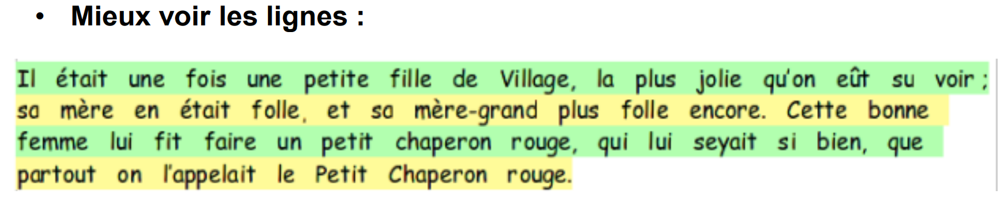 • Mieux voir les lignes :
Il était une fois une petite fille de Village, la plus jolie qu'on eût su voir ;
sa mère en était folle, et sa mère-grand plus folle encore. Cette bonne
femme lui fit faire un petit chaperon rouge, qui lui seyait si bien, que
partout on l'appelait le Petit Chaperon rouge.